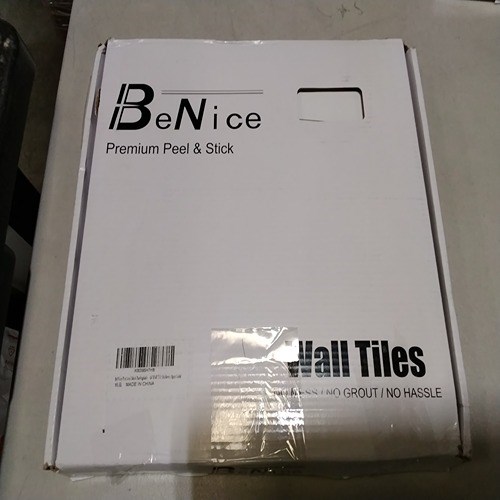 BeNice
Premium Peel & Stick
Wall Tiles
NO GROUT / NO HASSLE
MADE IN CHINA